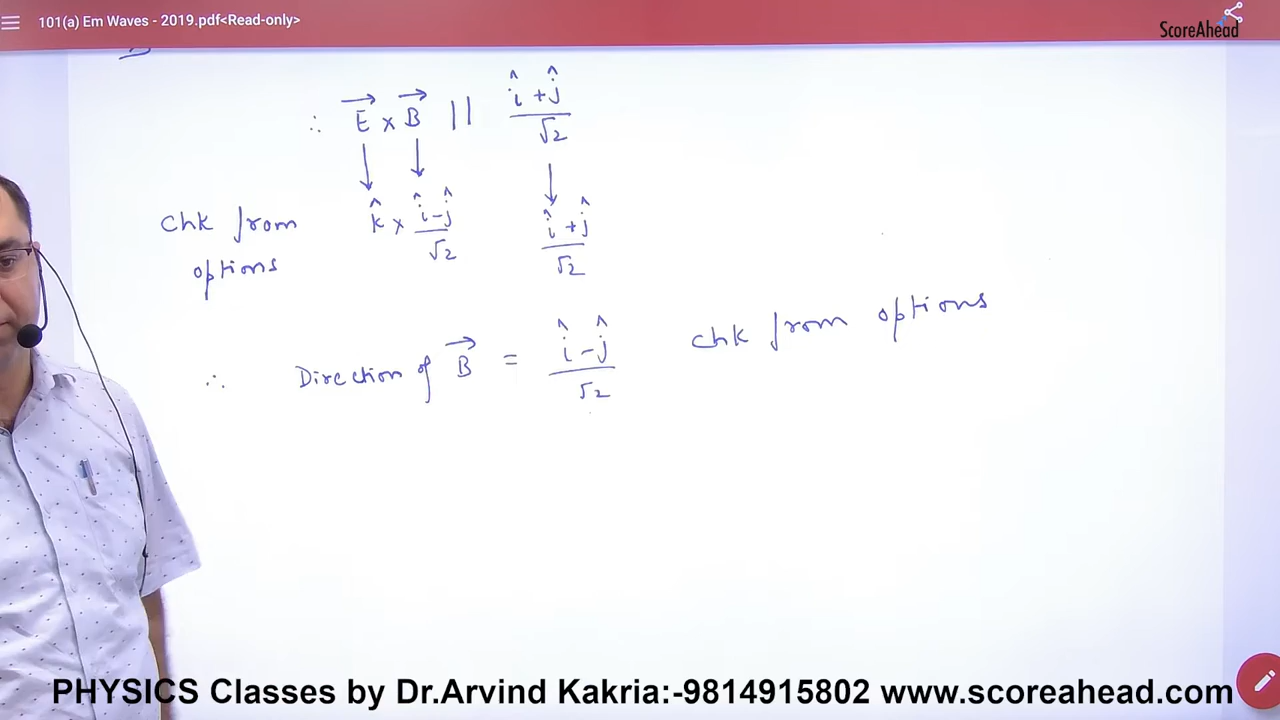 101(a) Em Waves - 2019.pdf<Read-only>
ScoreAhead
∴ E⃗ × B⃗ || (î + ĵ)/√2
↓ ↓ ↓
chk from options k̂ × (î - ĵ)/√2 (î + ĵ)/√2
∴ Direction of B⃗ = (î - ĵ)/√2 chk from options
PHYSICS Classes by Dr.Arvind Kakria:-9814915802 www.scoreahead.com